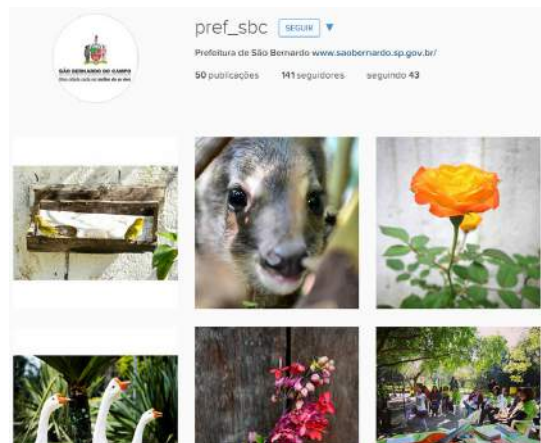 pref_sbc SEGUIR
Prefeitura de São Bernardo www.saobernardo.sp.gov.br/
50 publicações 141 seguidores seguindo 43
SÃO BERNARDO DO CAMPO